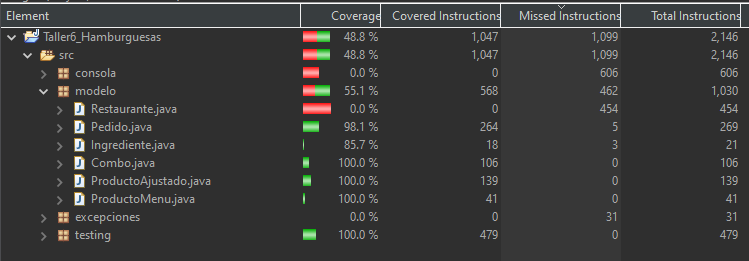 Element Coverage Covered Instructions Missed Instructions Total Instructions
Taller6_Hamburguesas 48.8 % 1,047 1,099 2,146
src 48.8 % 1,047 1,099 2,146
consola 0.0 % 0 606 606
modelo 55.1 % 568 462 1,030
Restaurante.java 0.0 % 0 454 454
Pedido.java 98.1 % 264 5 269
Ingrediente.java 85.7 % 18 3 21
Combo.java 100.0 % 106 0 106
ProductoAjustado.java 100.0 % 139 0 139
ProductoMenu.java 100.0 % 41 0 41
excepciones 0.0 % 0 31 31
testing 100.0 % 479 0 479